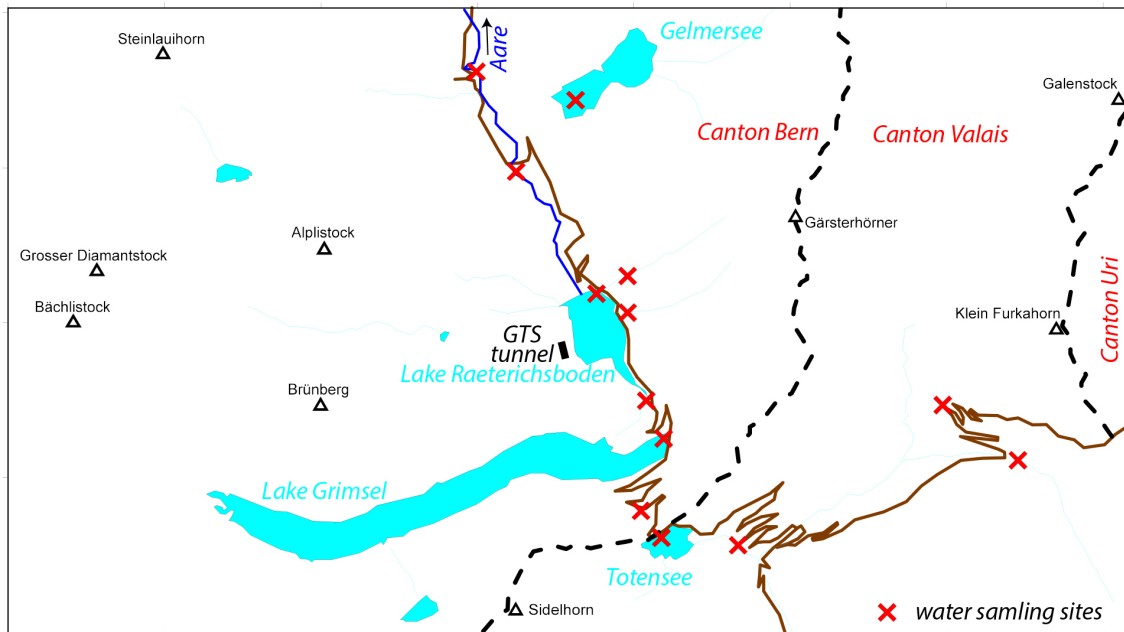 Steinlauihorn
Aare
Gelmersee
Galenstock
Canton Bern
Canton Valais
Gärsterhörner
Alplistock
Grosser Diamantstock
Bächlistock
Canton Uri
Klein Furkahorn
GTS
tunnel
Lake Raeterichsboden
Brünberg
Lake Grimsel
Totensee
Sidelhorn
water samling sites